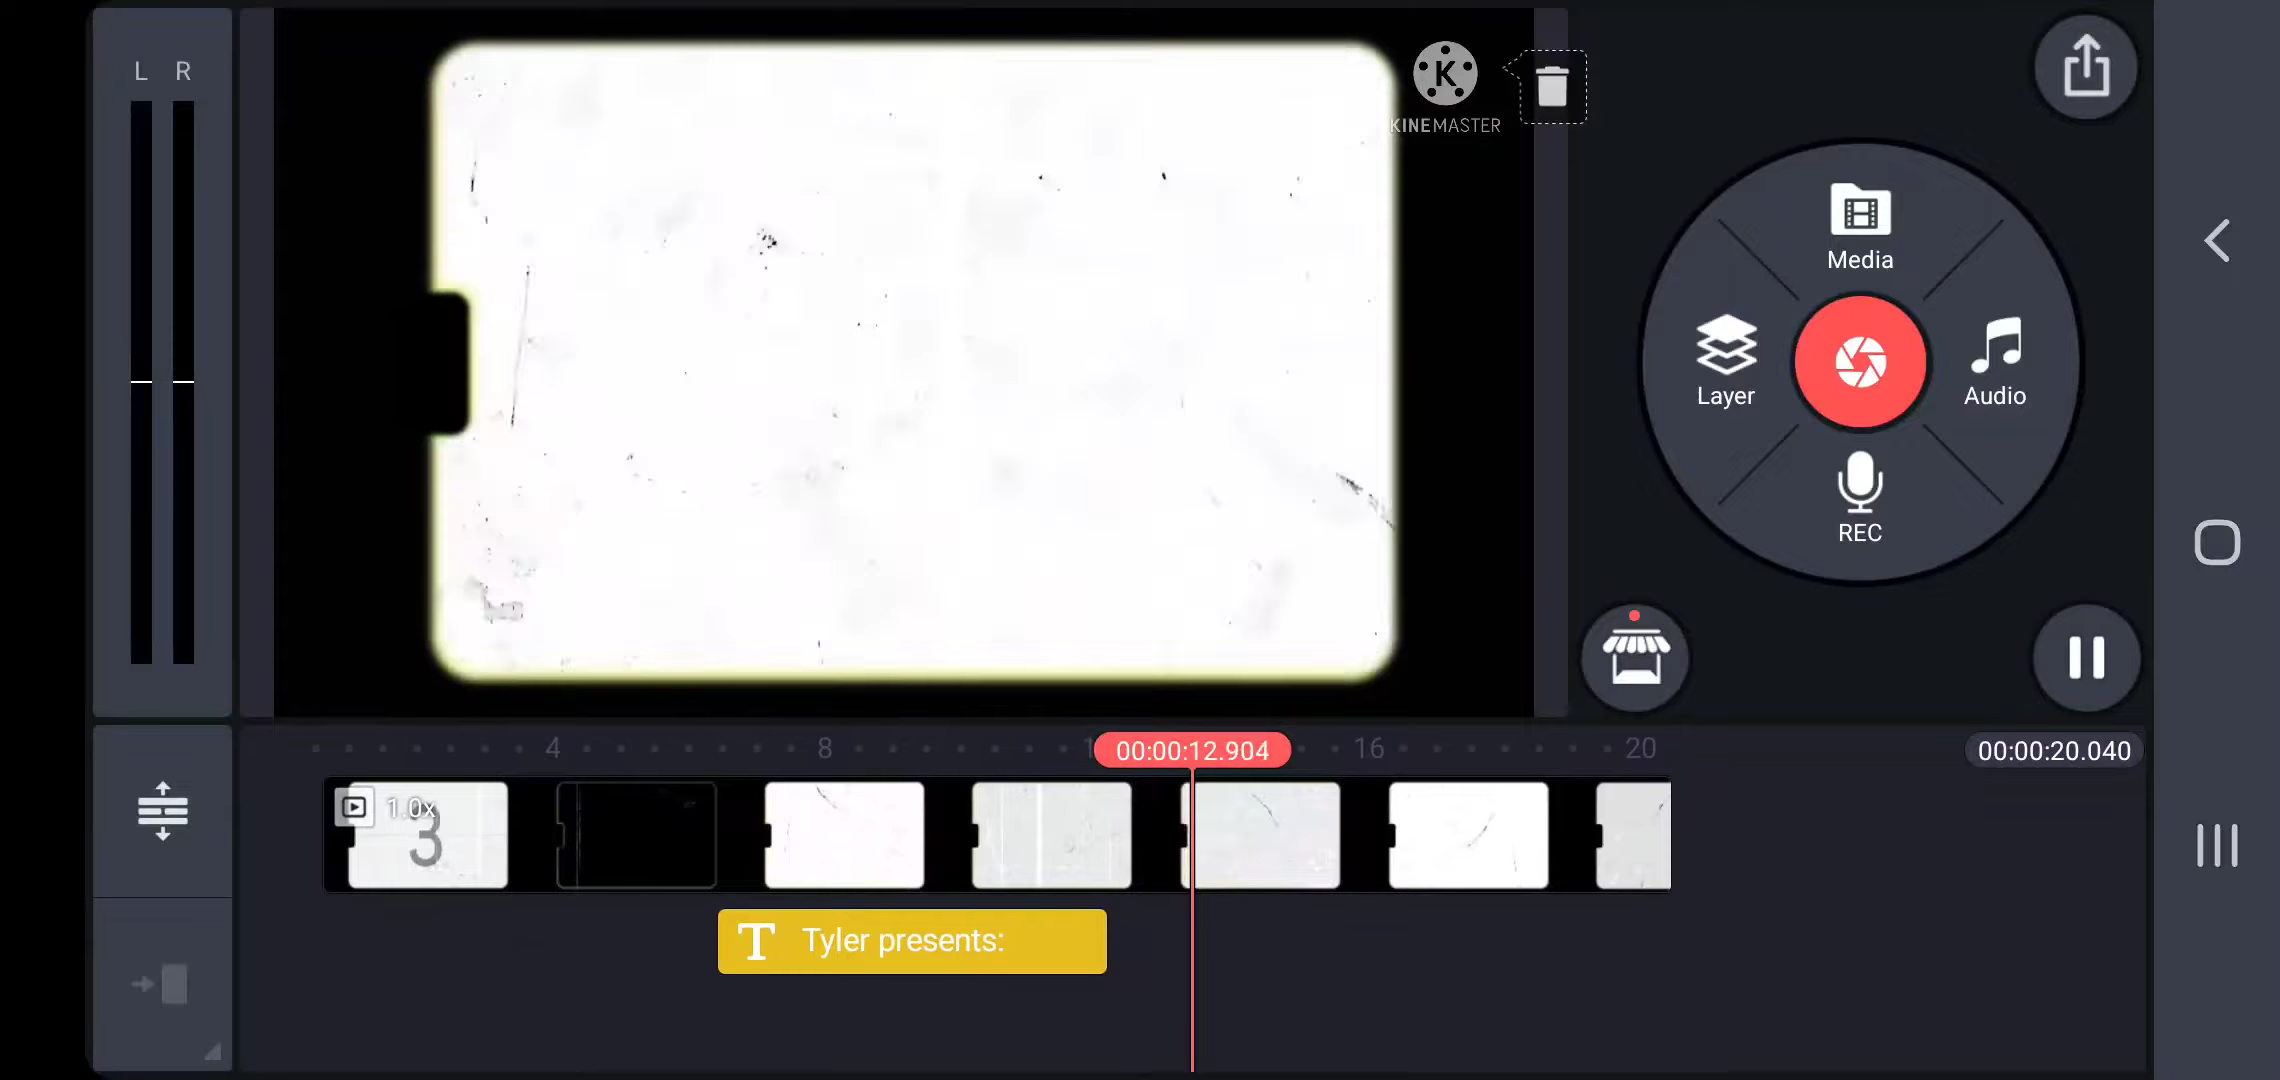 L R
KINEMASTER
Media
Layer
Audio
REC
4 8 1 16 20
00:00:12.904
00:00:20.040
1.0x
3
T Tyler presents: